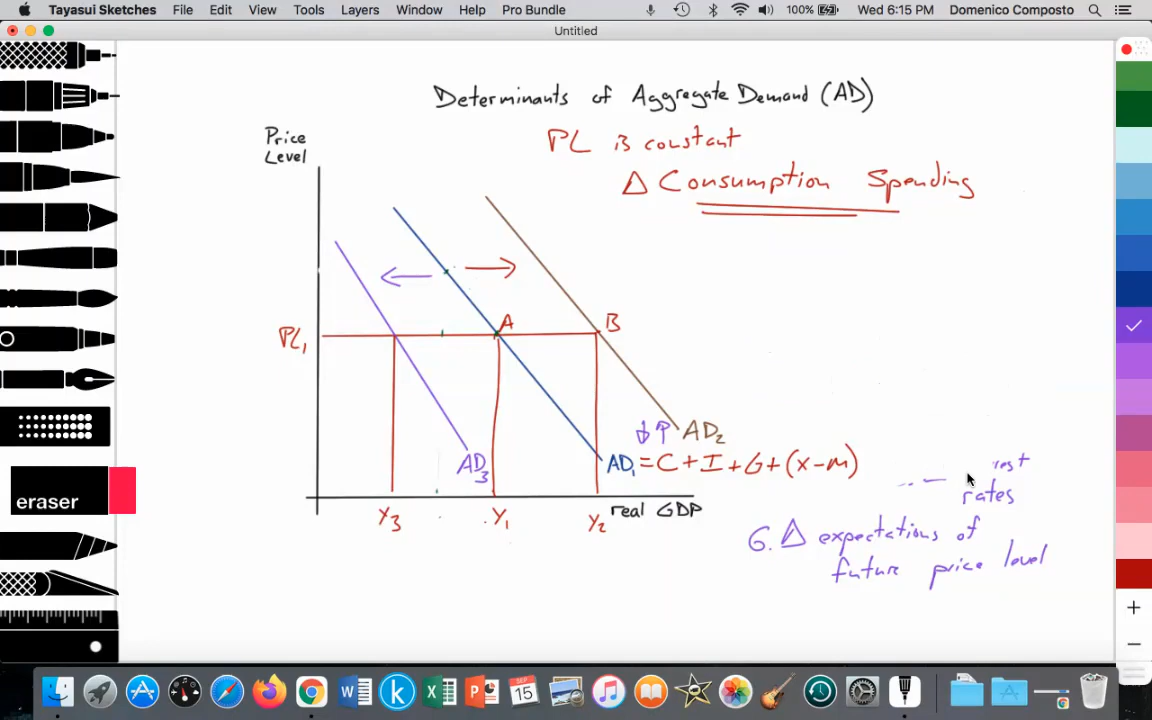 Tayasui Sketches File Edit View Tools Layers Window Help Pro Bundle 100% Wed 6:15 PM Domenico Composto
Untitled
Determinants of Aggregate Demand (AD)
PL is constant
Δ Consumption Spending
Price
Level
A
B
PL₁
↓↑ AD₂
AD₃
AD₁ = C + I + G + (X-M)
rates
Y₃
Y₁
Y₂
real GDP
6. Δ expectations of
future price level
eraser
SEP
15